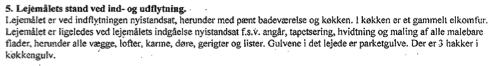 5. Lejemålets stand ved ind- og udflytning.
Lejemålet er ved indflytningen nyistandsat, herunder med pænt badeværelse og køkken. I køkken er et gammelt elkomfur.
Lejemålet er ligeledes ved lejemålets indgåelse nyistandsat f.s.v. angår, tapetsering, hvidtning og maling af alle malebare
flader, herunder alle vægge, lofter, karme, døre, gerigter og lister. Gulvene i det lejede er parketgulve. Der er 3 hakker i
køkkengulv.